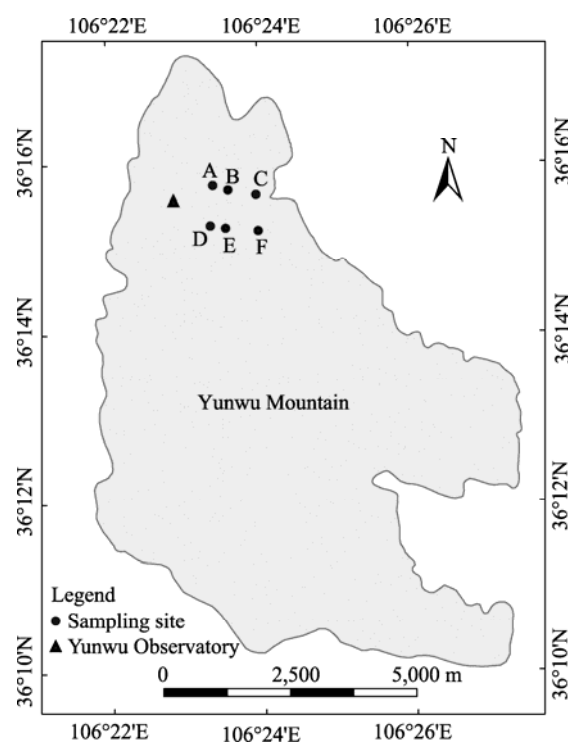 106°22'E 106°24'E 106°26'E
36°16'N 36°16'N
N
A B C
D E F
36°14'N 36°14'N
Yunwu Mountain
36°12'N 36°12'N
Legend
Sampling site
Yunwu Observatory
36°10'N 36°10'N
0 2,500 5,000 m
106°22'E 106°24'E 106°26'E